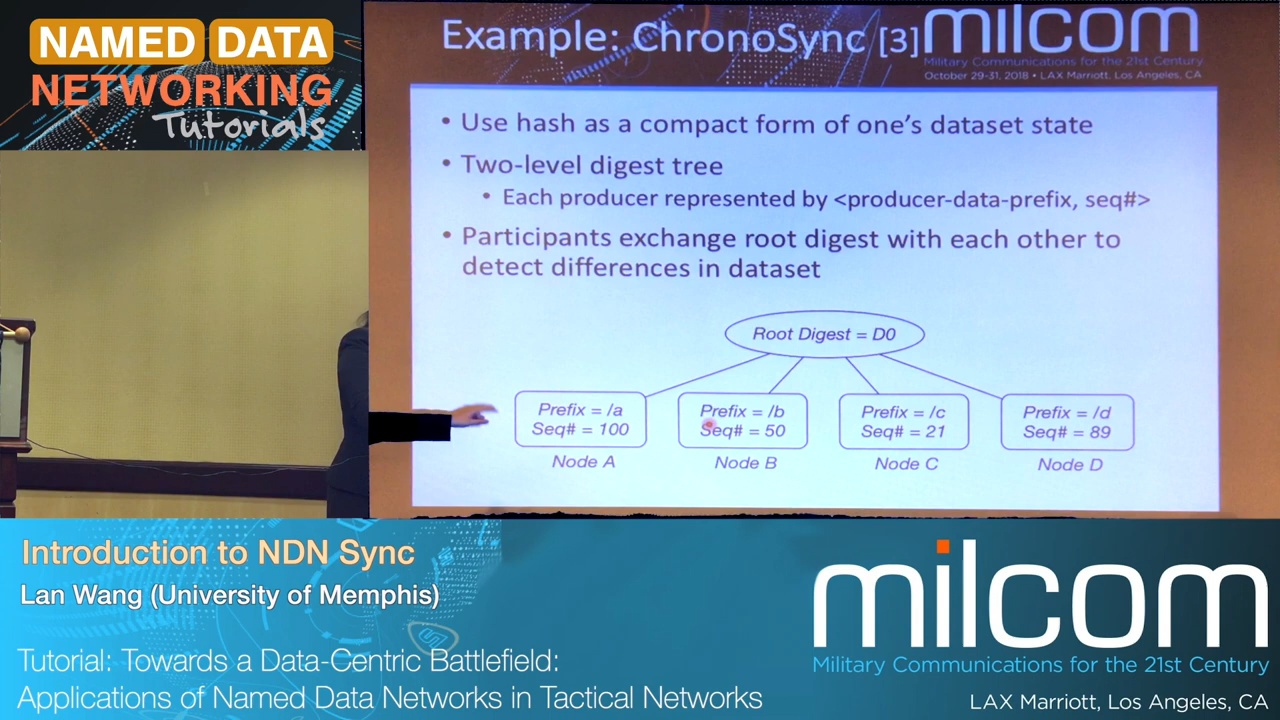 NAMED DATA
NETWORKING
Tutorials
Example: ChronoSync [3]
milcom
Military Communications for the 21st Century
October 29-31, 2018 • LAX Marriott, Los Angeles, CA
• Use hash as a compact form of one's dataset state
• Two-level digest tree
• Each producer represented by <producer-data-prefix, seq#>
• Participants exchange root digest with each other to
detect differences in dataset
Root Digest = D0
Prefix = /a
Seq# = 100
Node A
Prefix = /b
Seq# = 50
Node B
Prefix = /c
Seq# = 21
Node C
Prefix = /d
Seq# = 89
Node D
Introduction to NDN Sync
Lan Wang (University of Memphis)
Tutorial: Towards a Data-Centric Battlefield:
Applications of Named Data Networks in Tactical Networks
milcom
Military Communications for the 21st Century
LAX Marriott, Los Angeles, CA